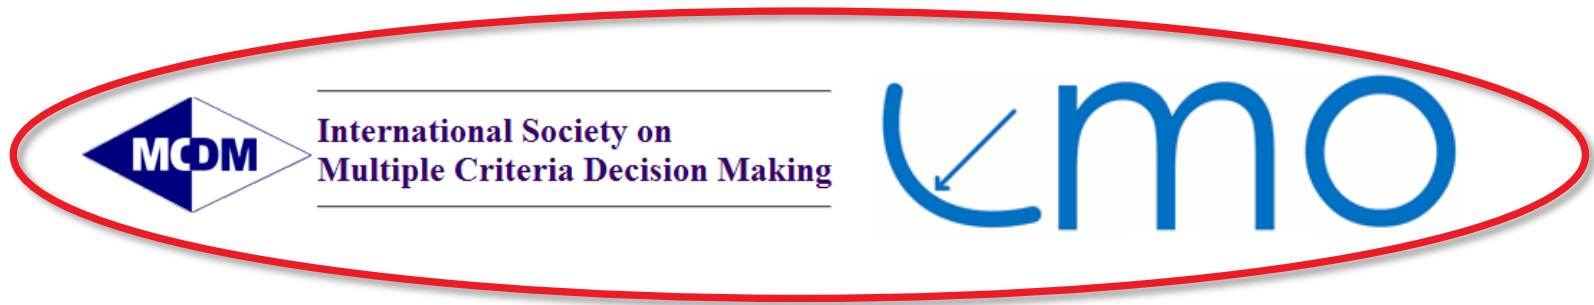 MCDM
International Society on
Multiple Criteria Decision Making
emo